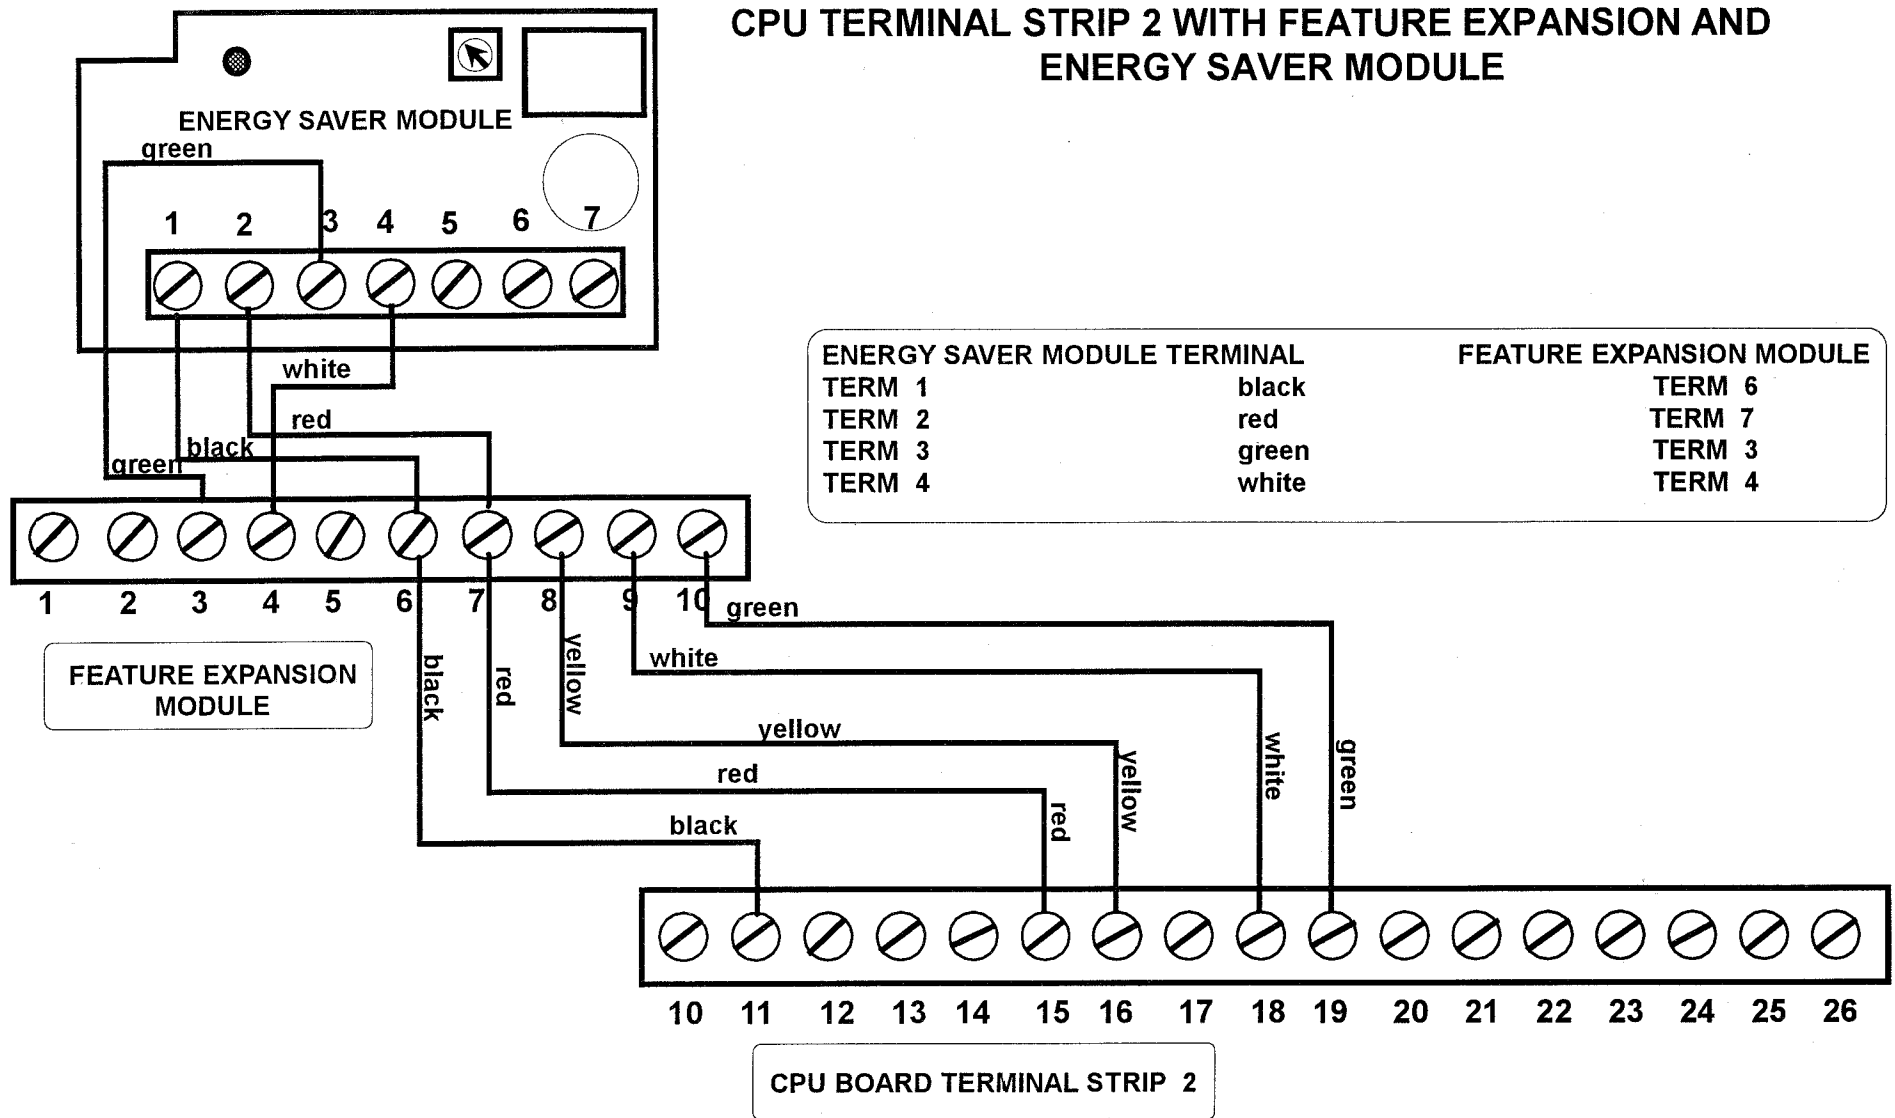 CPU TERMINAL STRIP 2 WITH FEATURE EXPANSION AND
ENERGY SAVER MODULE
ENERGY SAVER MODULE
green
1 2 3 4 5 6 7
white
red
black
green
ENERGY SAVER MODULE TERMINAL FEATURE EXPANSION MODULE
TERM 1 black TERM 6
TERM 2 red TERM 7
TERM 3 green TERM 3
TERM 4 white TERM 4
1 2 3 4 5 6 7 8 9 10
green
FEATURE EXPANSION
MODULE
black
red
yellow
white
yellow
red
black
red
yellow
white
green
10 11 12 13 14 15 16 17 18 19 20 21 22 23 24 25 26
CPU BOARD TERMINAL STRIP 2